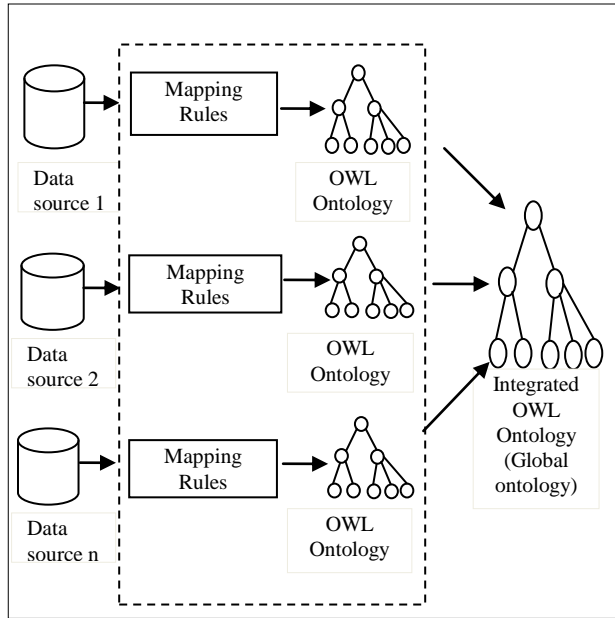 Mapping
Rules
Data
source 1
OWL
Ontology
Mapping
Rules
Data
source 2
OWL
Ontology
Mapping
Rules
Data
source n
OWL
Ontology
Integrated
OWL
Ontology
(Global
ontology)